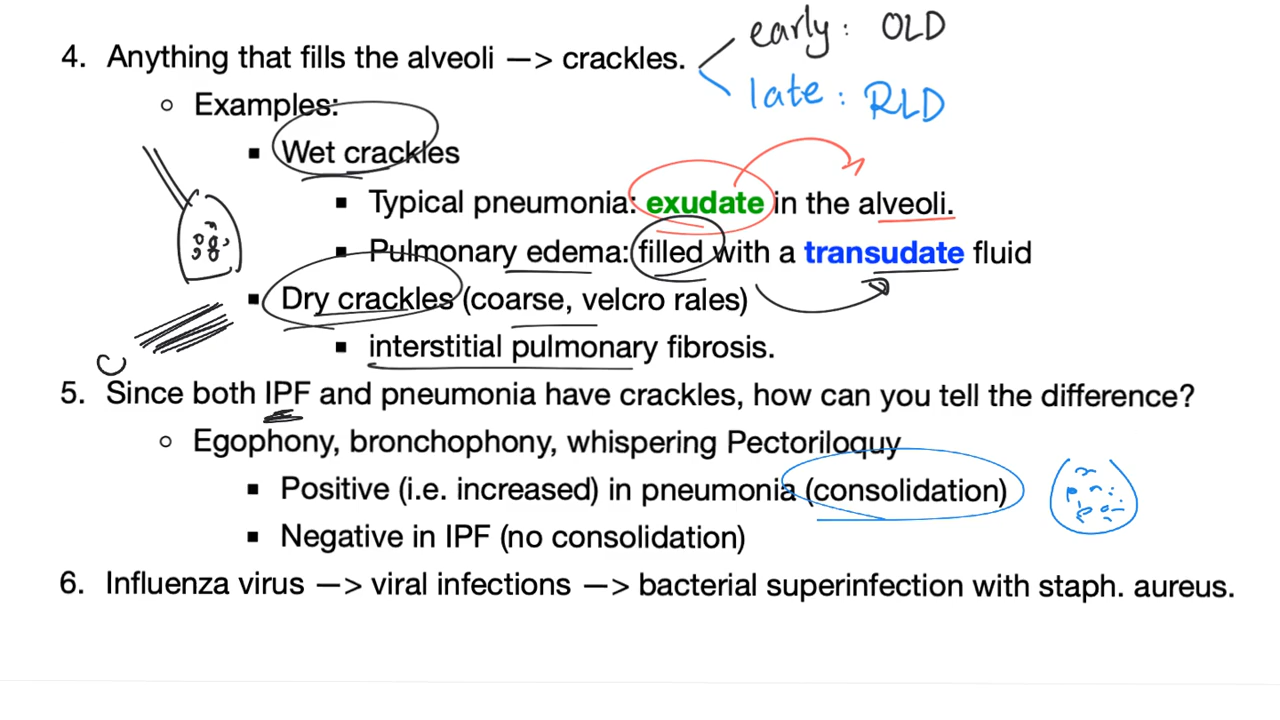 early: OLD
4. Anything that fills the alveoli —> crackles.
late: RLD
Examples:
Wet crackles
Typical pneumonia: exudate in the alveoli.
Pulmonary edema: filled with a transudate fluid
Dry crackles (coarse, velcro rales)
interstitial pulmonary fibrosis.
5. Since both IPF and pneumonia have crackles, how can you tell the difference?
Egophony, bronchophony, whispering Pectoriloquy
Positive (i.e. increased) in pneumonia (consolidation)
Negative in IPF (no consolidation)
6. Influenza virus —> viral infections —> bacterial superinfection with staph. aureus.